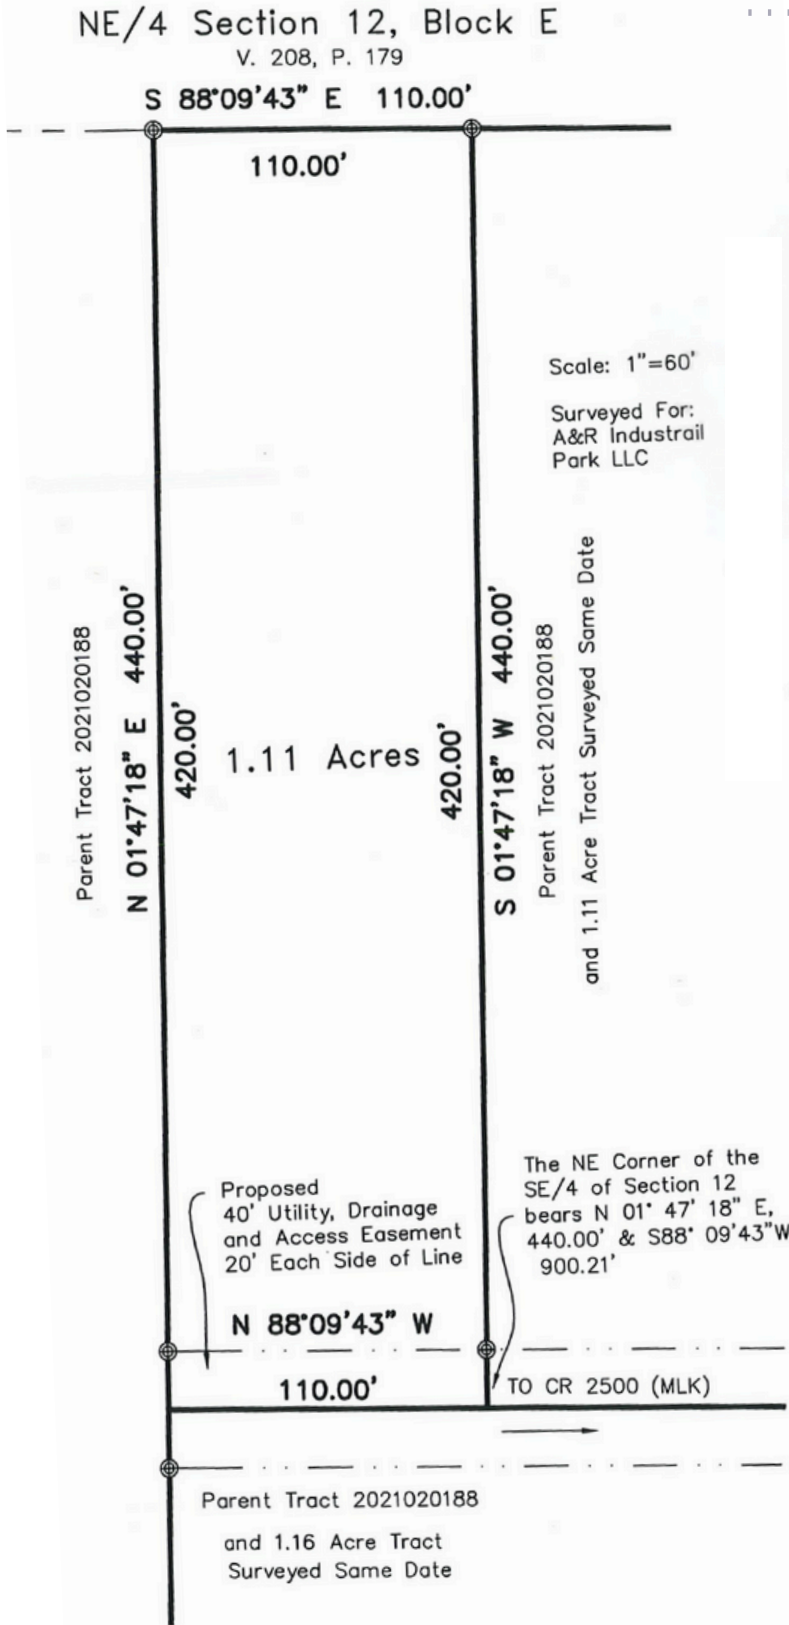 NE/4 Section 12, Block E
V. 208, P. 179
S 88°09'43" E 110.00'
110.00'
Scale: 1"=60'
Surveyed For:
A&R Industrail
Park LLC
Parent Tract 2021020188
N 01°47'18" E 440.00'
420.00'
1.11 Acres
420.00'
S 01°47'18" W 440.00'
Parent Tract 2021020188
and 1.11 Acre Tract Surveyed Same Date
Proposed
40' Utility, Drainage
and Access Easement
20' Each Side of Line
The NE Corner of the
SE/4 of Section 12
bears N 01° 47' 18" E,
440.00' & S88° 09'43"W
900.21'
N 88°09'43" W
110.00'
TO CR 2500 (MLK)
Parent Tract 2021020188
and 1.16 Acre Tract
Surveyed Same Date